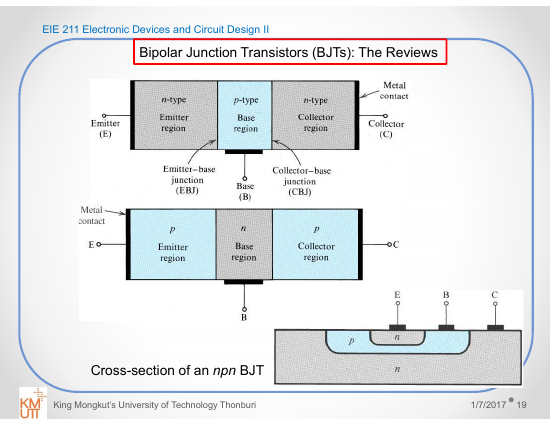 EIE 211 Electronic Devices and Circuit Design II
Bipolar Junction Transistors (BJTs): The Reviews
Metal
contact
n-type
Emitter
region
p-type
Base
region
n-type
Collector
region
Emitter
(E)
Collector
(C)
Emitter–base
junction
(EBJ)
Base
(B)
Collector–base
junction
(CBJ)
Metal
contact
p
Emitter
region
n
Base
region
p
Collector
region
E
C
B
E B C
p
n
n
Cross-section of an npn BJT
KM
UTT
King Mongkut's University of Technology Thonburi
1/7/2017 • 19